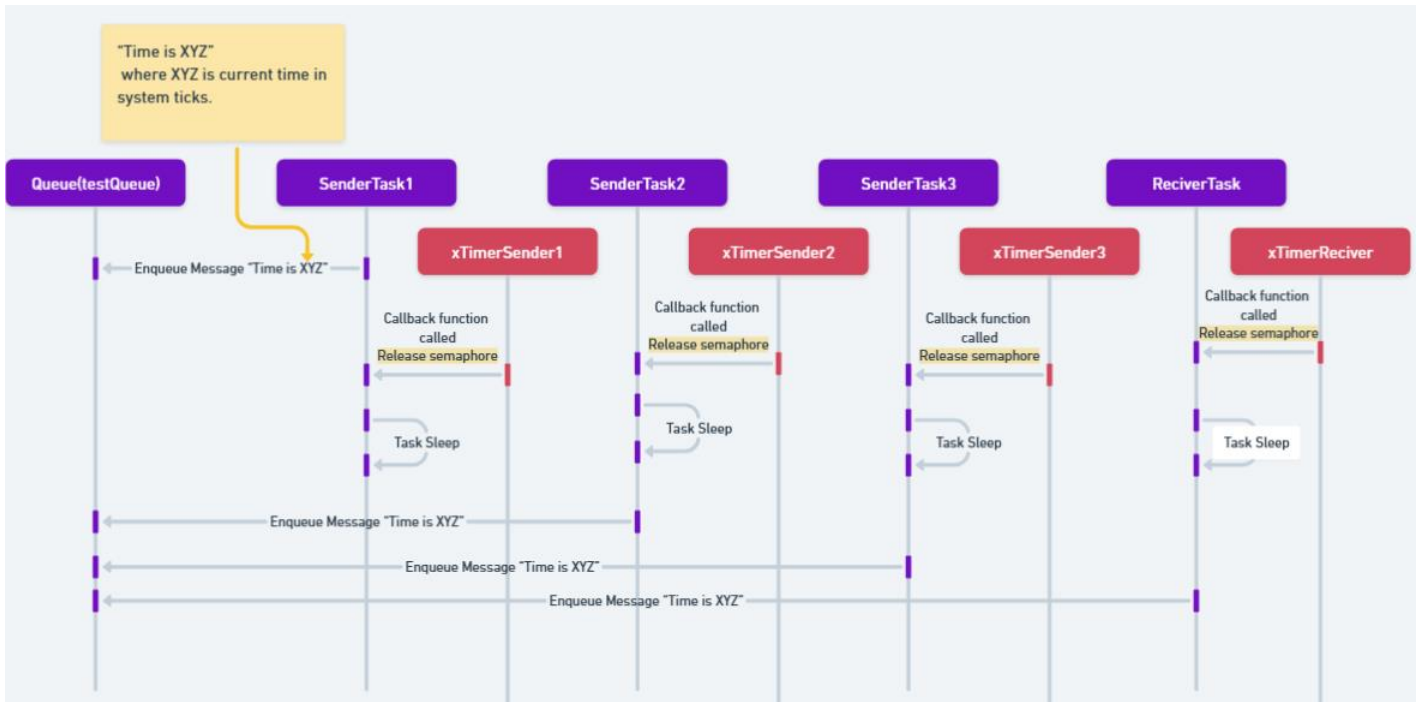 "Time is XYZ"
where XYZ is current time in
system ticks.
Queue(testQueue)
SenderTask1
SenderTask2
SenderTask3
ReciverTask
xTimerSender1
xTimerSender2
xTimerSender3
xTimerReciver
Enqueue Message "Time is XYZ"
Callback function
called
Release semaphore
Callback function
called
Release semaphore
Callback function
called
Release semaphore
Callback function
called
Release semaphore
Task Sleep
Task Sleep
Task Sleep
Task Sleep
Enqueue Message "Time is XYZ"
Enqueue Message "Time is XYZ"
Enqueue Message "Time is XYZ"